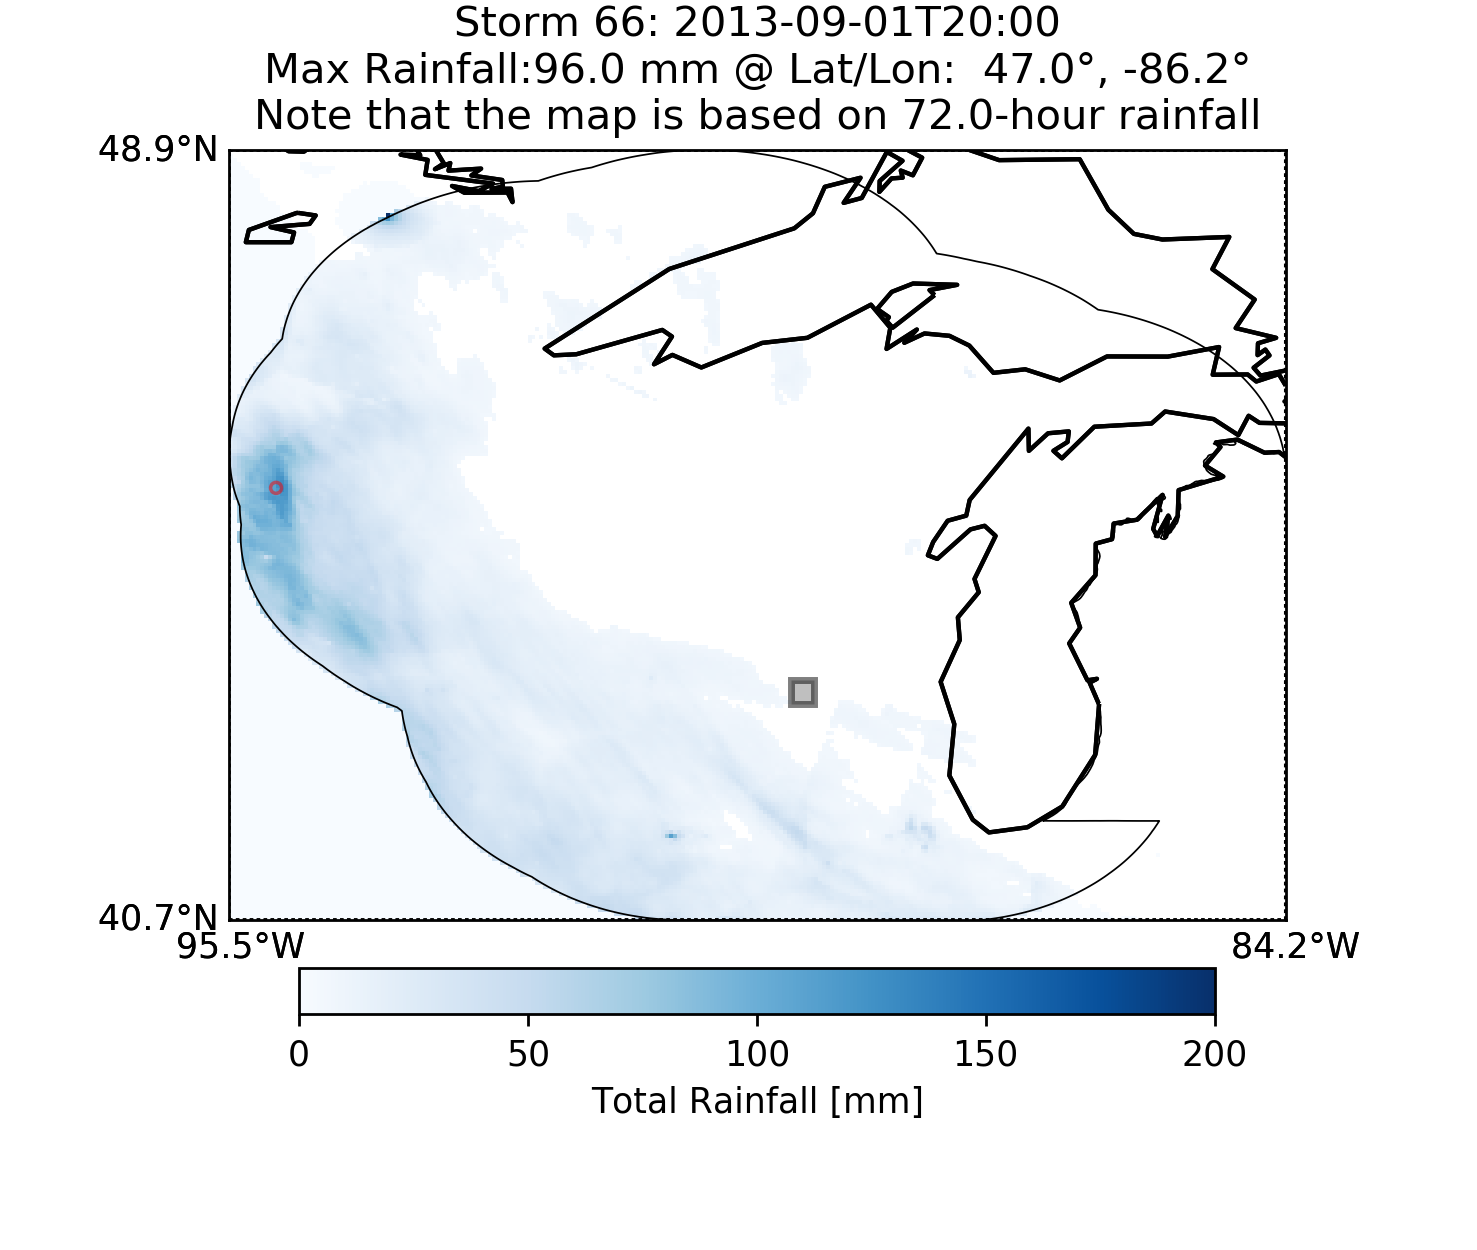 Storm 66: 2013-09-01T20:00
Max Rainfall:96.0 mm @ Lat/Lon:  47.0°, -86.2°
Note that the map is based on 72.0-hour rainfall
48.9°N
40.7°N
95.5°W 84.2°W
0 50 100 150 200
Total Rainfall [mm]